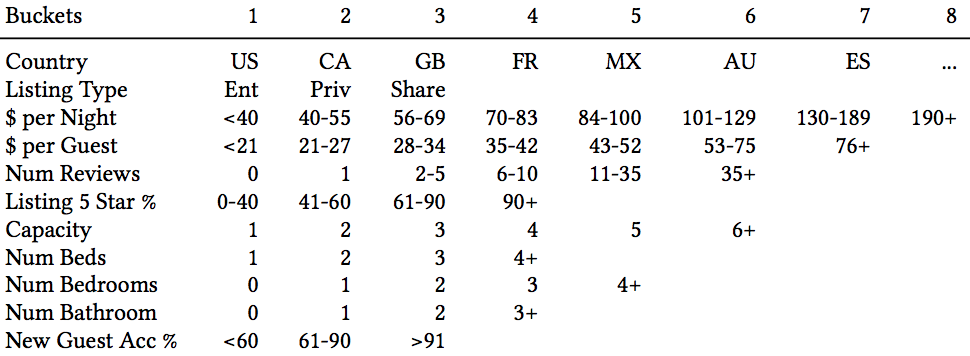 Buckets 1 2 3 4 5 6 7 8
Country US CA GB FR MX AU ES ...
Listing Type Ent Priv Share
$ per Night <40 40-55 56-69 70-83 84-100 101-129 130-189 190+
$ per Guest <21 21-27 28-34 35-42 43-52 53-75 76+
Num Reviews 0 1 2-5 6-10 11-35 35+
Listing 5 Star % 0-40 41-60 61-90 90+
Capacity 1 2 3 4 5 6+
Num Beds 1 2 3 4+
Num Bedrooms 0 1 2 3 4+
Num Bathroom 0 1 2 3+
New Guest Acc % <60 61-90 >91